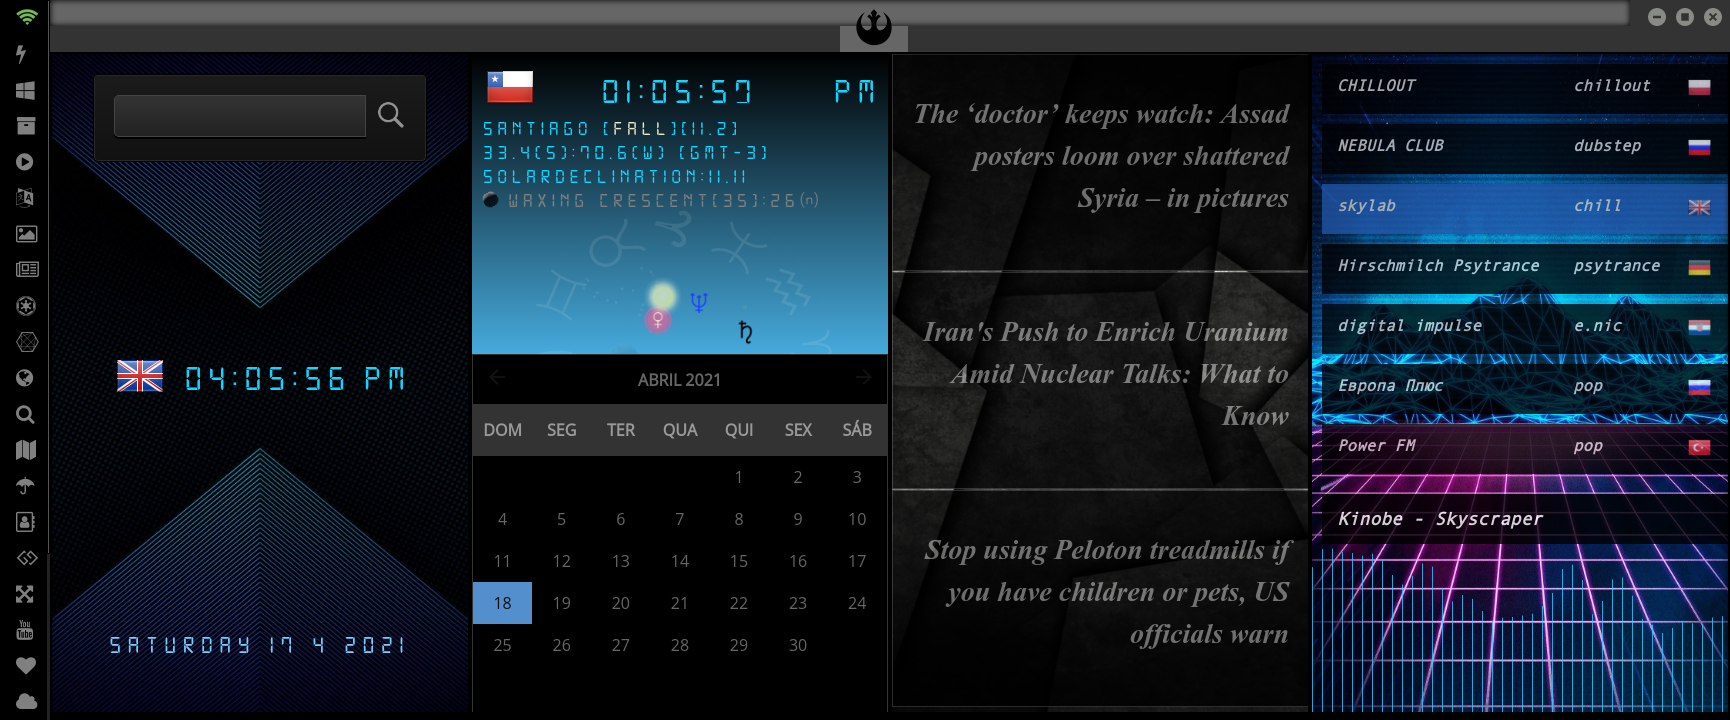 04:05:56 PM
SATURDAY 17 4 2021
01:05:57 PM
SANTIAGO [FALL][11.2]
33.4(S):70.6(W) [GMT-3]
SOLARDECLINATION:11.11
WAXING CRESCENT[35]:26(n)
ABRIL 2021
DOM SEG TER QUA QUI SEX SÁB
1 2 3
4 5 6 7 8 9 10
11 12 13 14 15 16 17
18 19 20 21 22 23 24
25 26 27 28 29 30
The ‘doctor’ keeps watch: Assad
posters loom over shattered
Syria – in pictures
Iran's Push to Enrich Uranium
Amid Nuclear Talks: What to
Know
Stop using Peloton treadmills if
you have children or pets, US
officials warn
CHILLOUT chillout
NEBULA CLUB dubstep
skylab chill
Hirschmilch Psytrance psytrance
digital impulse e.nic
Европа Плюс pop
Power FM pop
Kinobe - Skyscraper
You
Tube